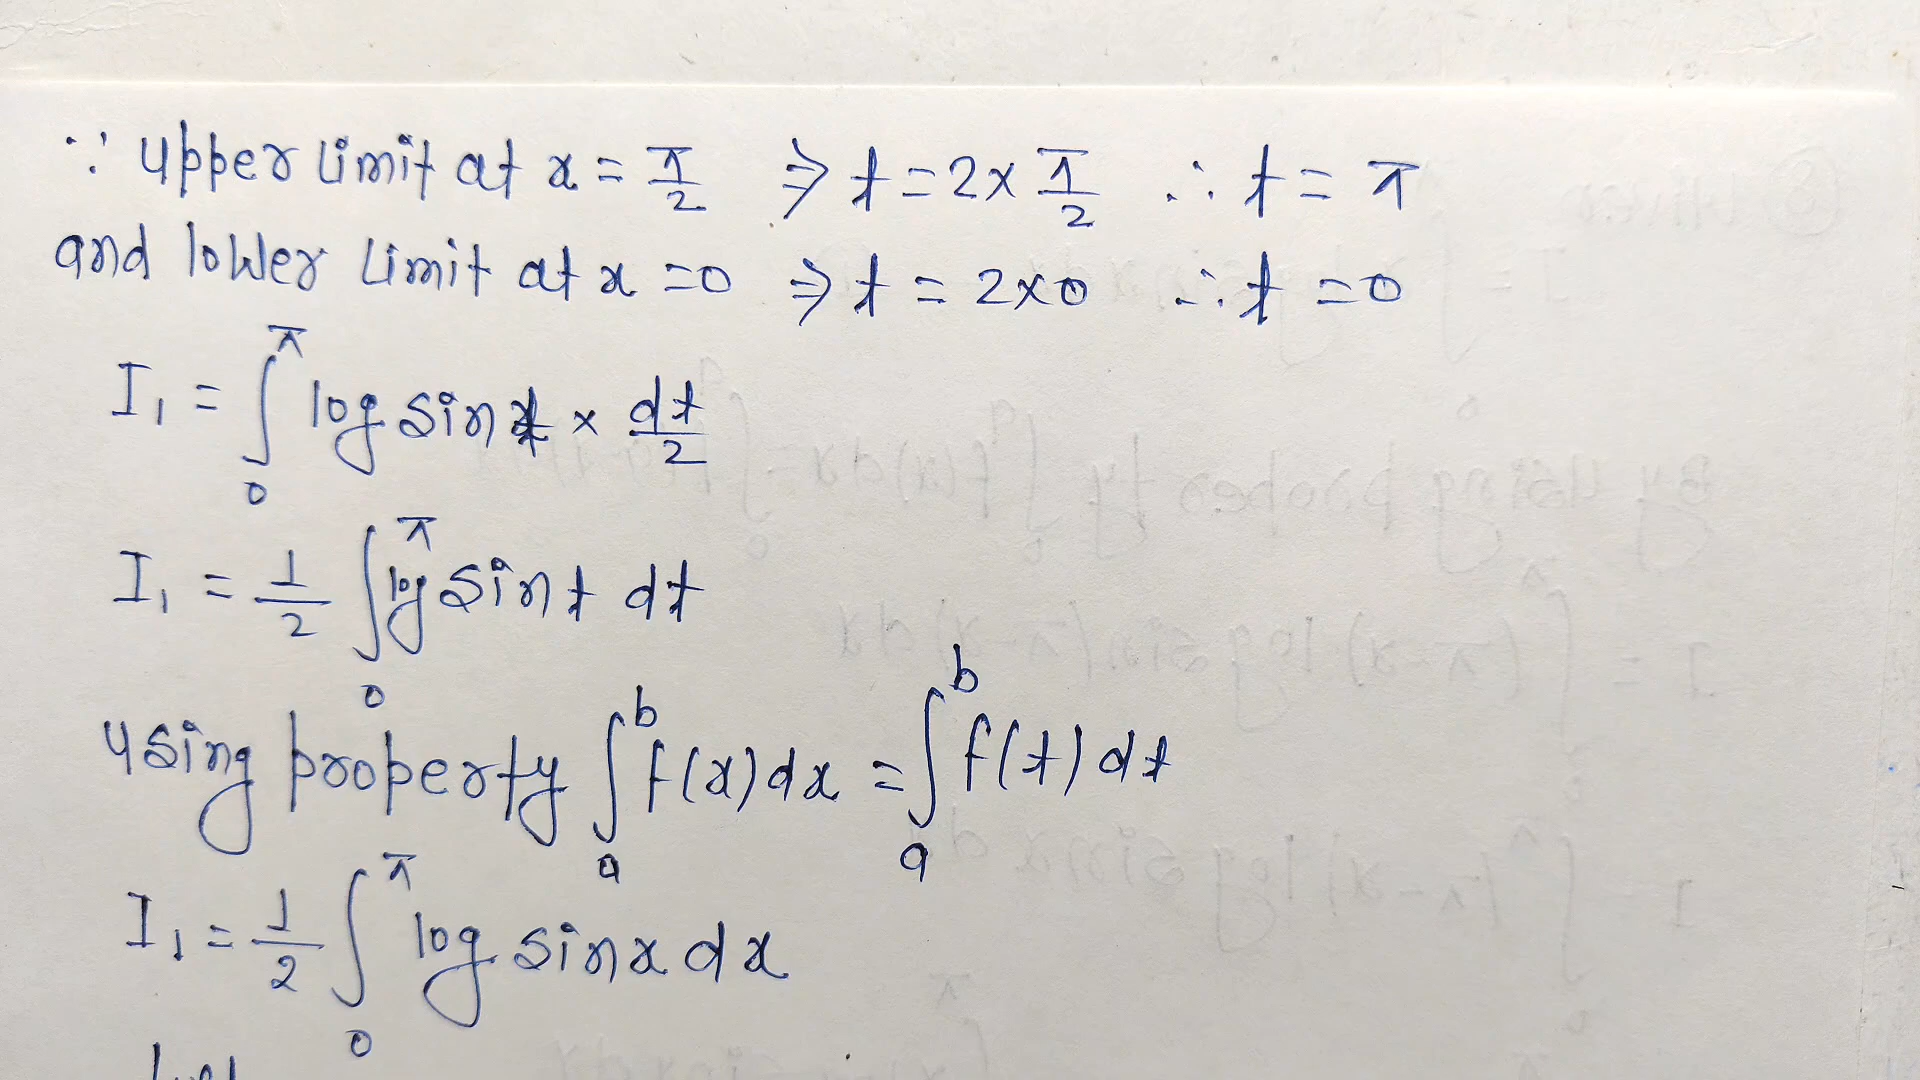 ∵ upper limit at x = π/2 ⇒ t = 2 × π/2 ∴ t = π
and lower limit at x = 0 ⇒ t = 2×0 ∴ t = 0
I₁ = ∫₀^π log sin t × dt/2
I₁ = 1/2 ∫₀^π log sin t dt
using property ∫ₐᵇ f(x) dx = ∫ₐᵇ f(t) dt
I₁ = 1/2 ∫₀^π log sin x dx